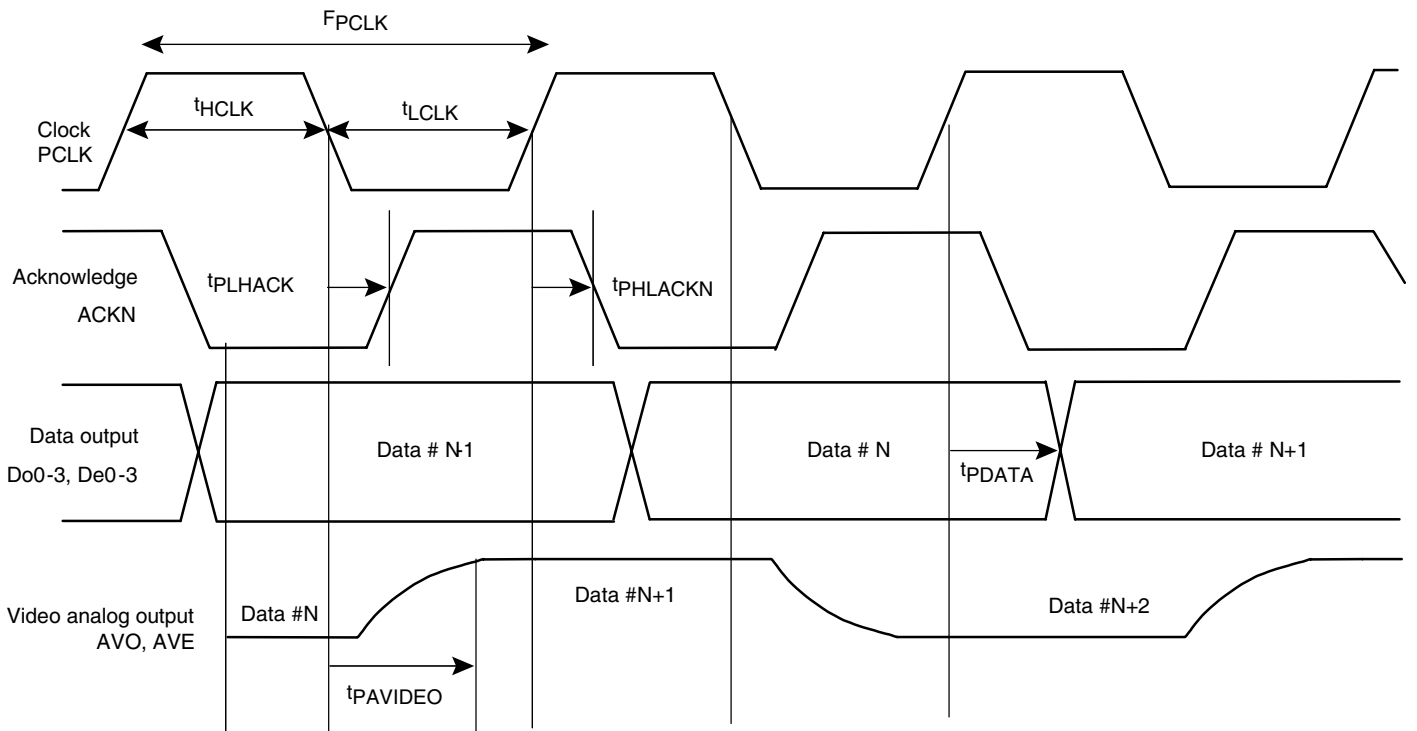 FPCLK
tHCLK
tLCLK
Clock
PCLK
Acknowledge
ACKN
tPLHACK
tPHLACKN
Data output
Do0-3, De0-3
Data # N-1
Data # N
tPDATA
Data # N+1
Video analog output
AVO, AVE
Data #N
Data #N+1
Data #N+2
tPAVIDEO